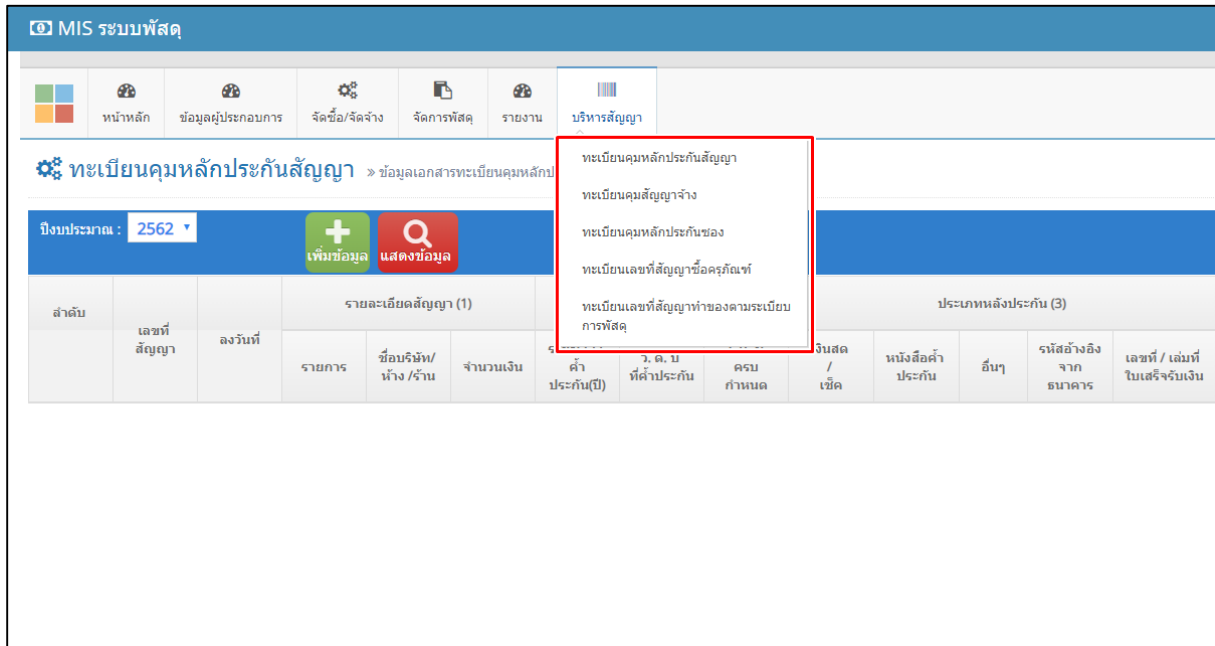 MIS ระบบพัสดุ
หน้าหลัก
ข้อมูลผู้ประกอบการ
จัดซื้อ/จัดจ้าง
จัดการพัสดุ
รายงาน
บริหารสัญญา
ทะเบียนคุมหลักประกันสัญญา
» ข้อมูลเอกสารทะเบียนคุมหลักป
ทะเบียนคุมหลักประกันสัญญา
ทะเบียนคุมสัญญาจ้าง
ทะเบียนคุมหลักประกันซอง
ทะเบียนเลขที่สัญญาซื้อครุภัณฑ์
ทะเบียนเลขที่สัญญาทำของตามระเบียบ
การพัสดุ
ปีงบประมาณ : 2562
เพิ่มข้อมูล
แสดงข้อมูล
ลำดับ
เลขที่
สัญญา
ลงวันที่
รายละเอียดสัญญา (1)
ประเภทหลังประกัน (3)
รายการ
ชื่อบริษัท/
ห้าง /ร้าน
จำนวนเงิน
ค้ำ
ประกัน(ปี)
ว. ด. ป
ที่ค้ำประกัน
ครบ
กำหนด
เงินสด
/
เช็ค
หนังสือค้ำ
ประกัน
อื่นๆ
รหัสอ้างอิง
จาก
ธนาคาร
เลขที่ / เล่มที่
ใบเสร็จรับเงิน